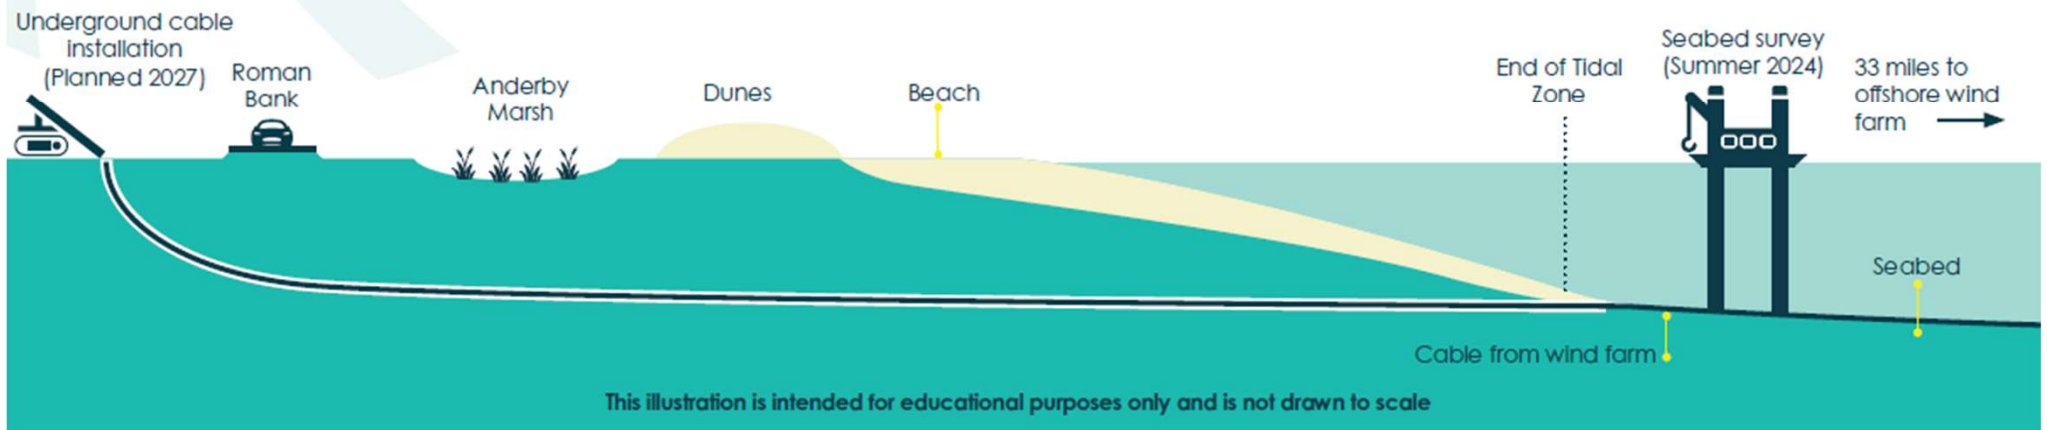 Underground cable
installation
(Planned 2027)
Roman
Bank
Anderby
Marsh
Dunes
Beach
End of Tidal
Zone
Seabed survey
(Summer 2024)
33 miles to
offshore wind
farm
Seabed
Cable from wind farm
This illustration is intended for educational purposes only and is not drawn to scale